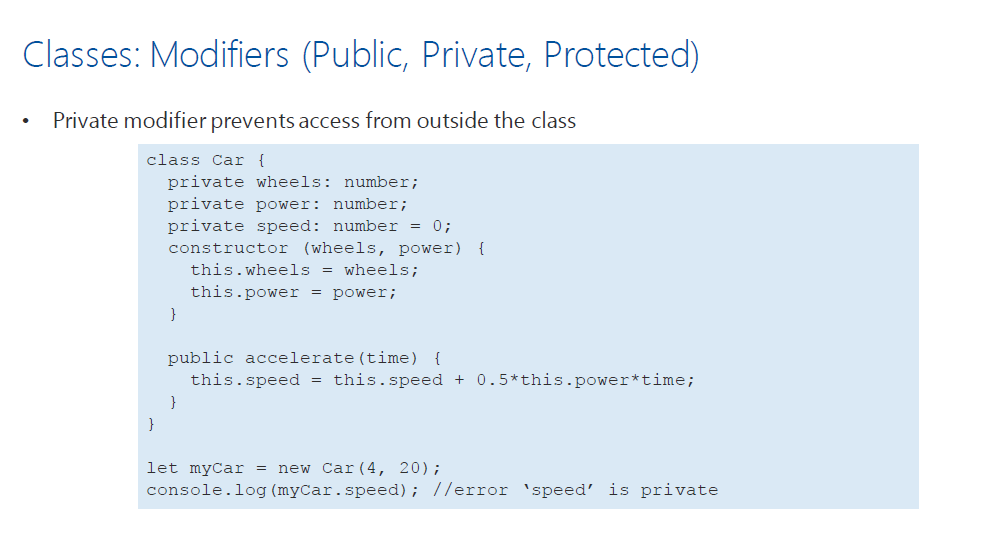 Classes: Modifiers (Public, Private, Protected)
• Private modifier prevents access from outside the class
class Car {
  private wheels: number;
  private power: number;
  private speed: number = 0;
  constructor (wheels, power) {
    this.wheels = wheels;
    this.power = power;
  }
  public accelerate(time) {
    this.speed = this.speed + 0.5*this.power*time;
  }
}
let myCar = new Car(4, 20);
console.log(myCar.speed); //error ‘speed’ is private